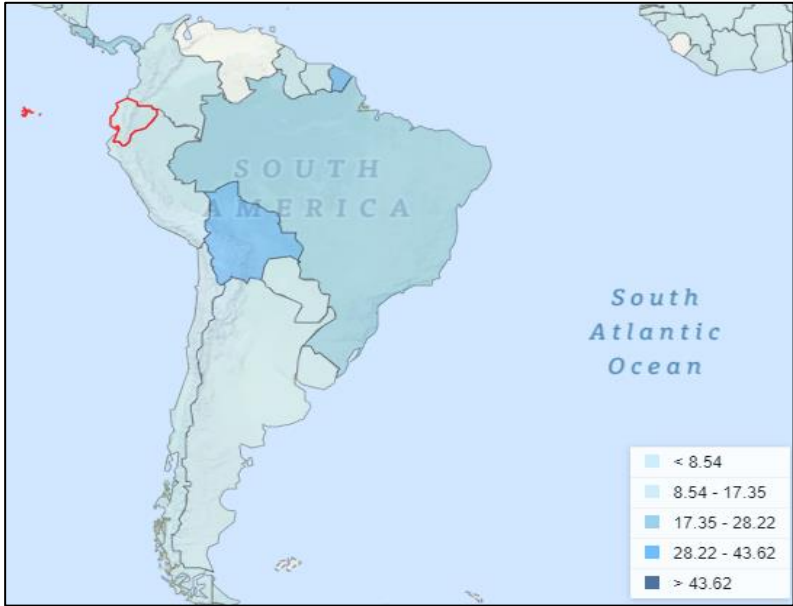 SOUTH
AMERICA
South
Atlantic
Ocean
< 8.54
8.54 - 17.35
17.35 - 28.22
28.22 - 43.62
> 43.62